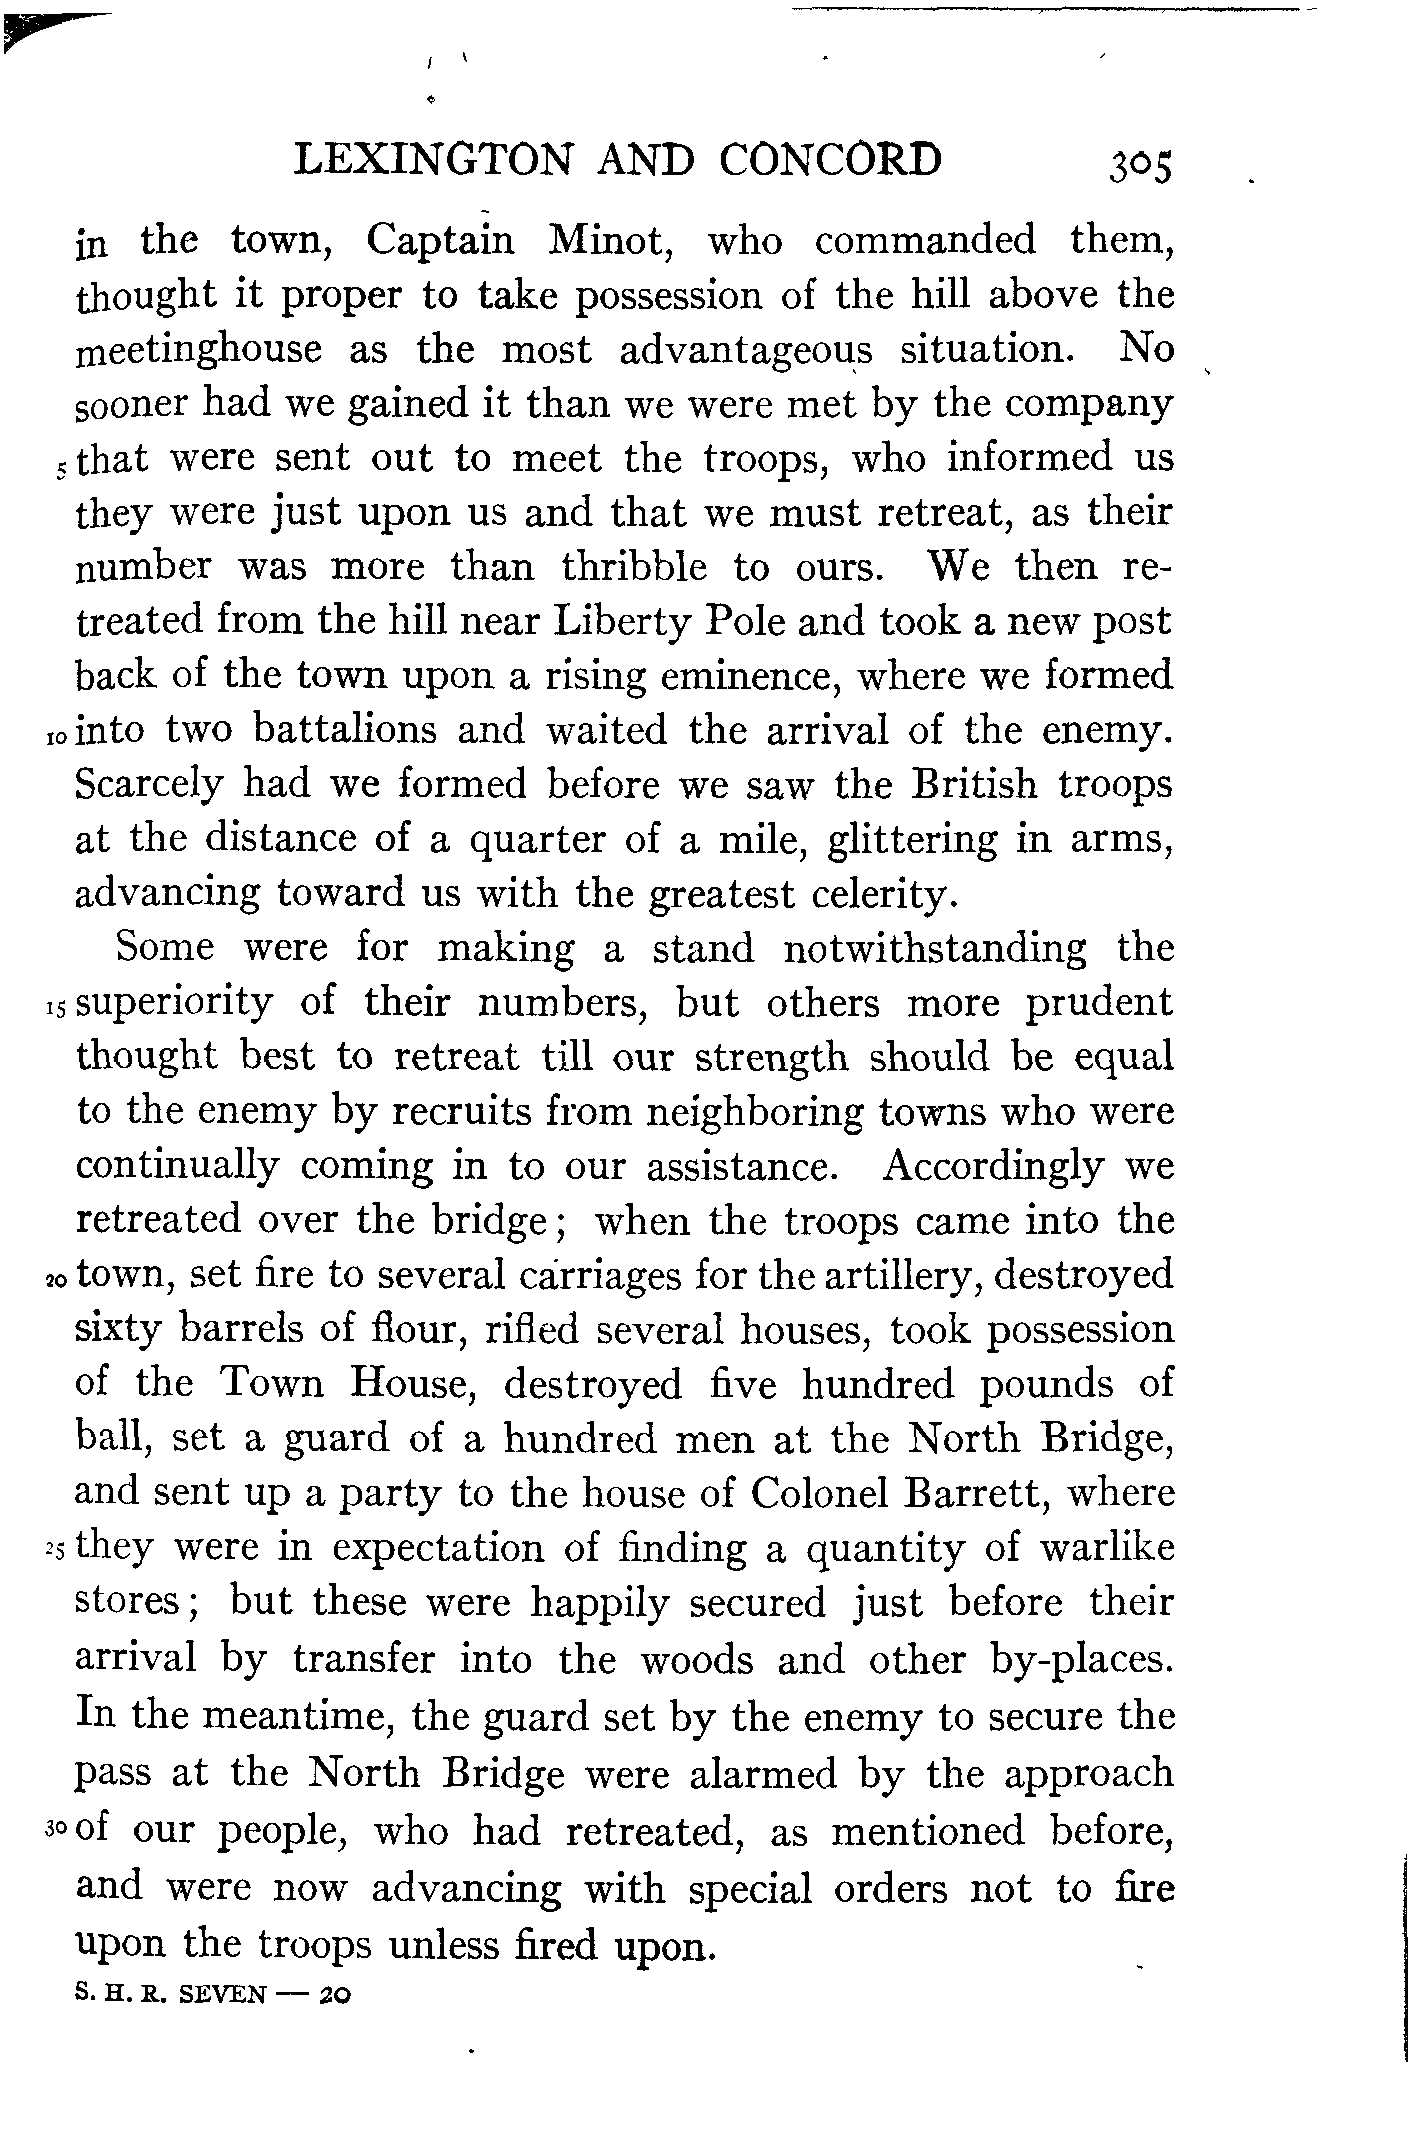 LEXINGTON AND CONCORD 305
in the town, Captain Minot, who commanded them,
thought it proper to take possession of the hill above the
meetinghouse as the most advantageous situation. No
sooner had we gained it than we were met by the company
5 that were sent out to meet the troops, who informed us
they were just upon us and that we must retreat, as their
number was more than thribble to ours. We then re-
treated from the hill near Liberty Pole and took a new post
back of the town upon a rising eminence, where we formed
10 into two battalions and waited the arrival of the enemy.
Scarcely had we formed before we saw the British troops
at the distance of a quarter of a mile, glittering in arms,
advancing toward us with the greatest celerity.
Some were for making a stand notwithstanding the
15 superiority of their numbers, but others more prudent
thought best to retreat till our strength should be equal
to the enemy by recruits from neighboring towns who were
continually coming in to our assistance. Accordingly we
retreated over the bridge; when the troops came into the
20 town, set fire to several carriages for the artillery, destroyed
sixty barrels of flour, rifled several houses, took possession
of the Town House, destroyed five hundred pounds of
ball, set a guard of a hundred men at the North Bridge,
and sent up a party to the house of Colonel Barrett, where
25 they were in expectation of finding a quantity of warlike
stores; but these were happily secured just before their
arrival by transfer into the woods and other by-places.
In the meantime, the guard set by the enemy to secure the
pass at the North Bridge were alarmed by the approach
30 of our people, who had retreated, as mentioned before,
and were now advancing with special orders not to fire
upon the troops unless fired upon.
S. H. R. SEVEN — 20